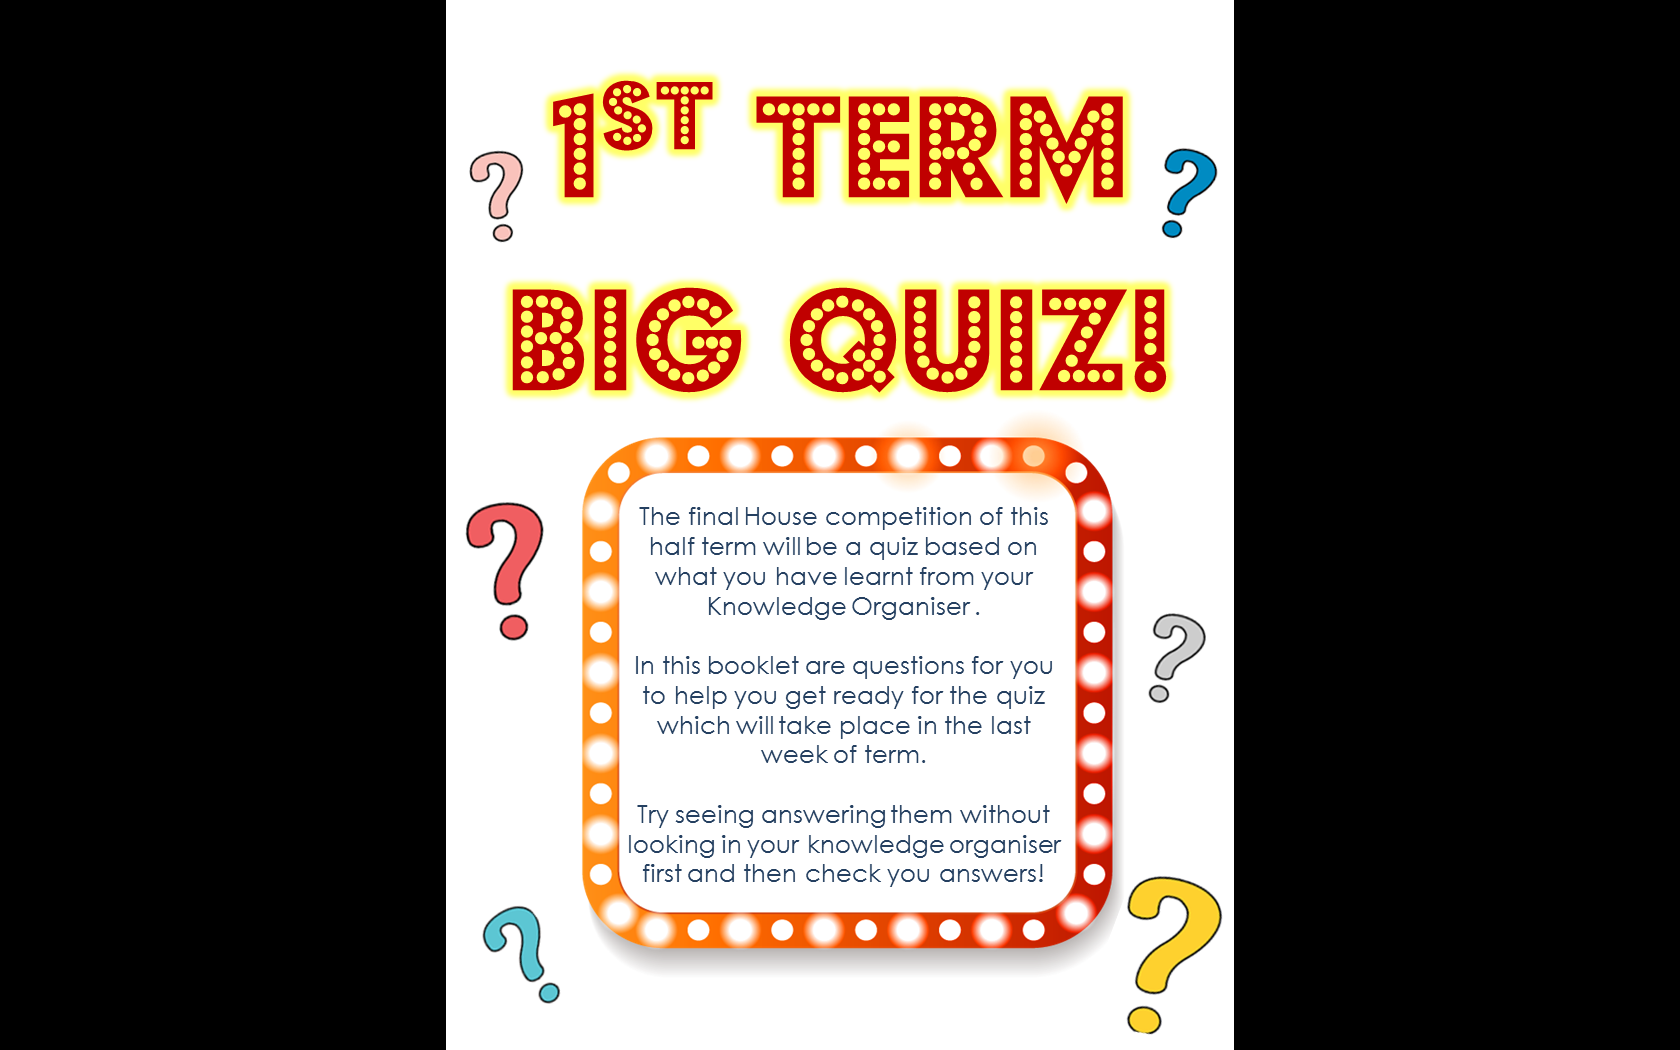 1ST TERM
BIG QUIZ!
The final House competition of this
half term will be a quiz based on
what you have learnt from your
Knowledge Organiser .
In this booklet are questions for you
to help you get ready for the quiz
which will take place in the last
week of term.
Try seeing answering them without
looking in your knowledge organiser
first and then check you answers!